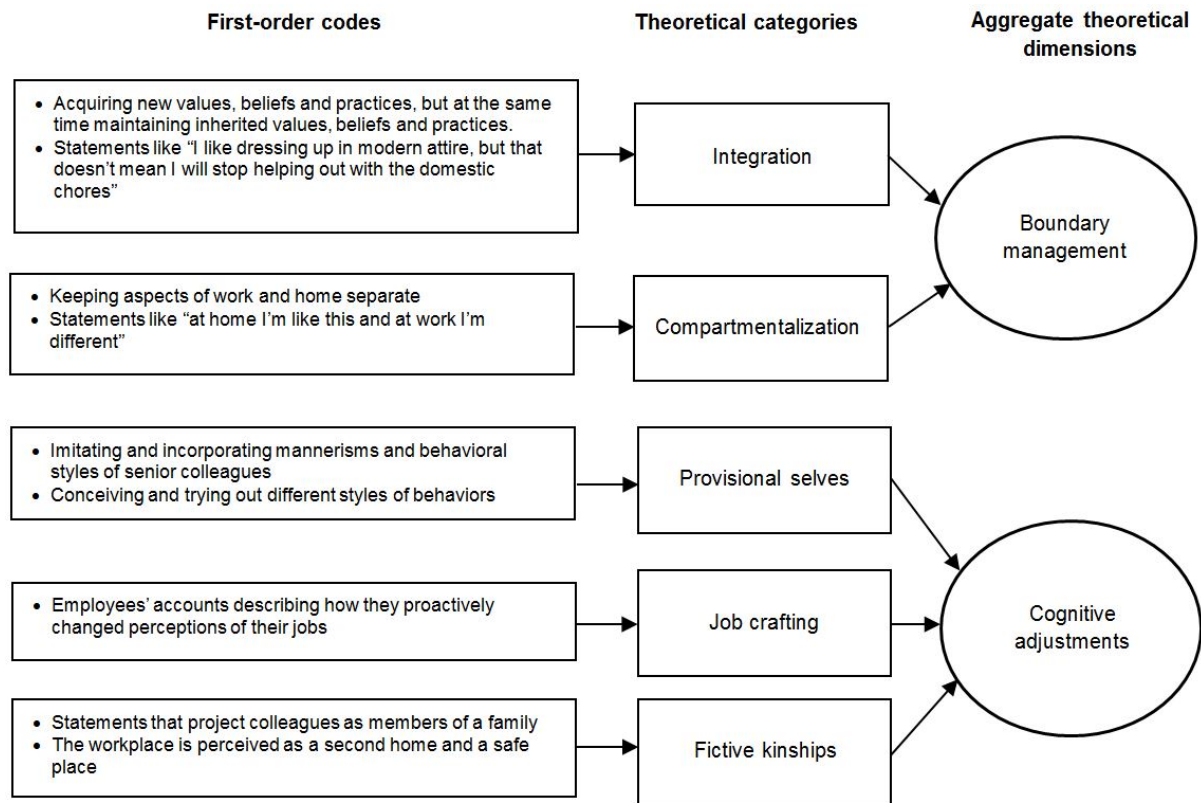 First-order codes
Theoretical categories
Aggregate theoretical
dimensions
• Acquiring new values, beliefs and practices, but at the same
time maintaining inherited values, beliefs and practices.
• Statements like “I like dressing up in modern attire, but that
doesn’t mean I will stop helping out with the domestic
chores”
Integration
Boundary
management
• Keeping aspects of work and home separate
• Statements like “at home I’m like this and at work I’m
different”
Compartmentalization
• Imitating and incorporating mannerisms and behavioral
styles of senior colleagues
• Conceiving and trying out different styles of behaviors
Provisional selves
• Employees’ accounts describing how they proactively
changed perceptions of their jobs
Job crafting
Cognitive
adjustments
• Statements that project colleagues as members of a family
• The workplace is perceived as a second home and a safe
place
Fictive kinships